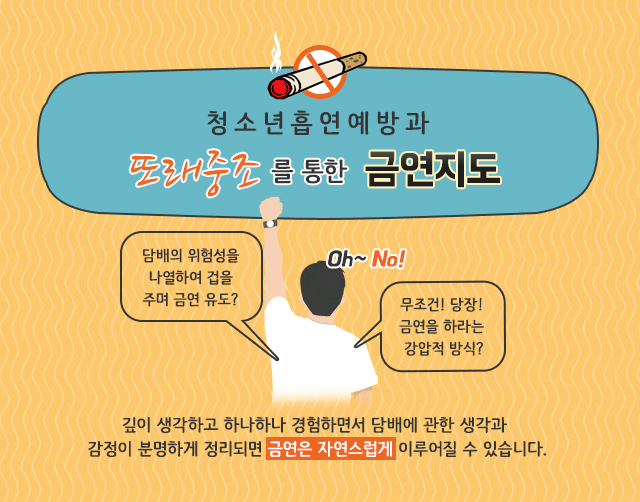 청소년흡연예방과
또래중조 를 통한 금연지도
Oh~ No!
담배의 위험성을
나열하여 겁을
주며 금연 유도?
무조건! 당장!
금연을 하라는
강압적 방식?
깊이 생각하고 하나하나 경험하면서 담배에 관한 생각과
감정이 분명하게 정리되면 금연은 자연스럽게 이루어질 수 있습니다.